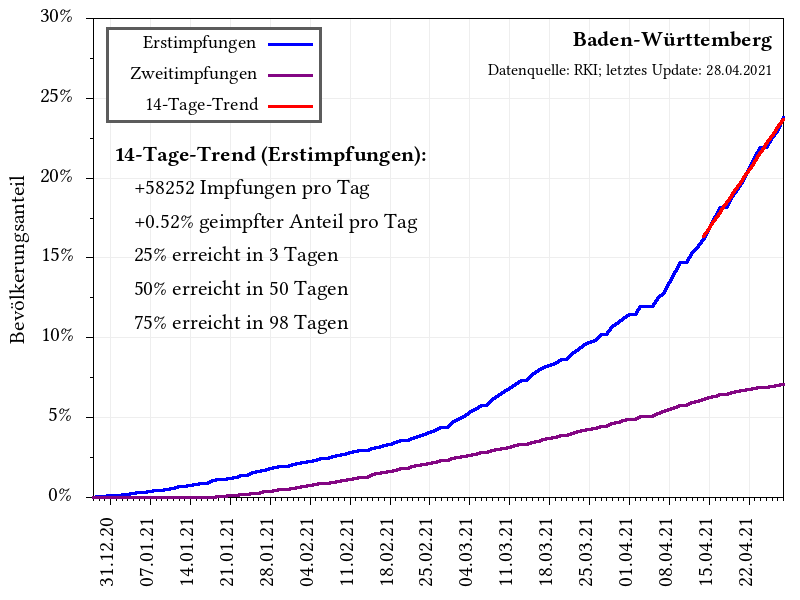 30%
25%
20%
15%
10%
5%
0%
Bevölkerungsanteil
Erstimpfungen
Zweitimpfungen
14-Tage-Trend
Baden-Württemberg
Datenquelle: RKI; letztes Update: 28.04.2021
14-Tage-Trend (Erstimpfungen):
+58252 Impfungen pro Tag
+0.52% geimpfter Anteil pro Tag
25% erreicht in 3 Tagen
50% erreicht in 50 Tagen
75% erreicht in 98 Tagen
31.12.20
07.01.21
14.01.21
21.01.21
28.01.21
04.02.21
11.02.21
18.02.21
25.02.21
04.03.21
11.03.21
18.03.21
25.03.21
01.04.21
08.04.21
15.04.21
22.04.21